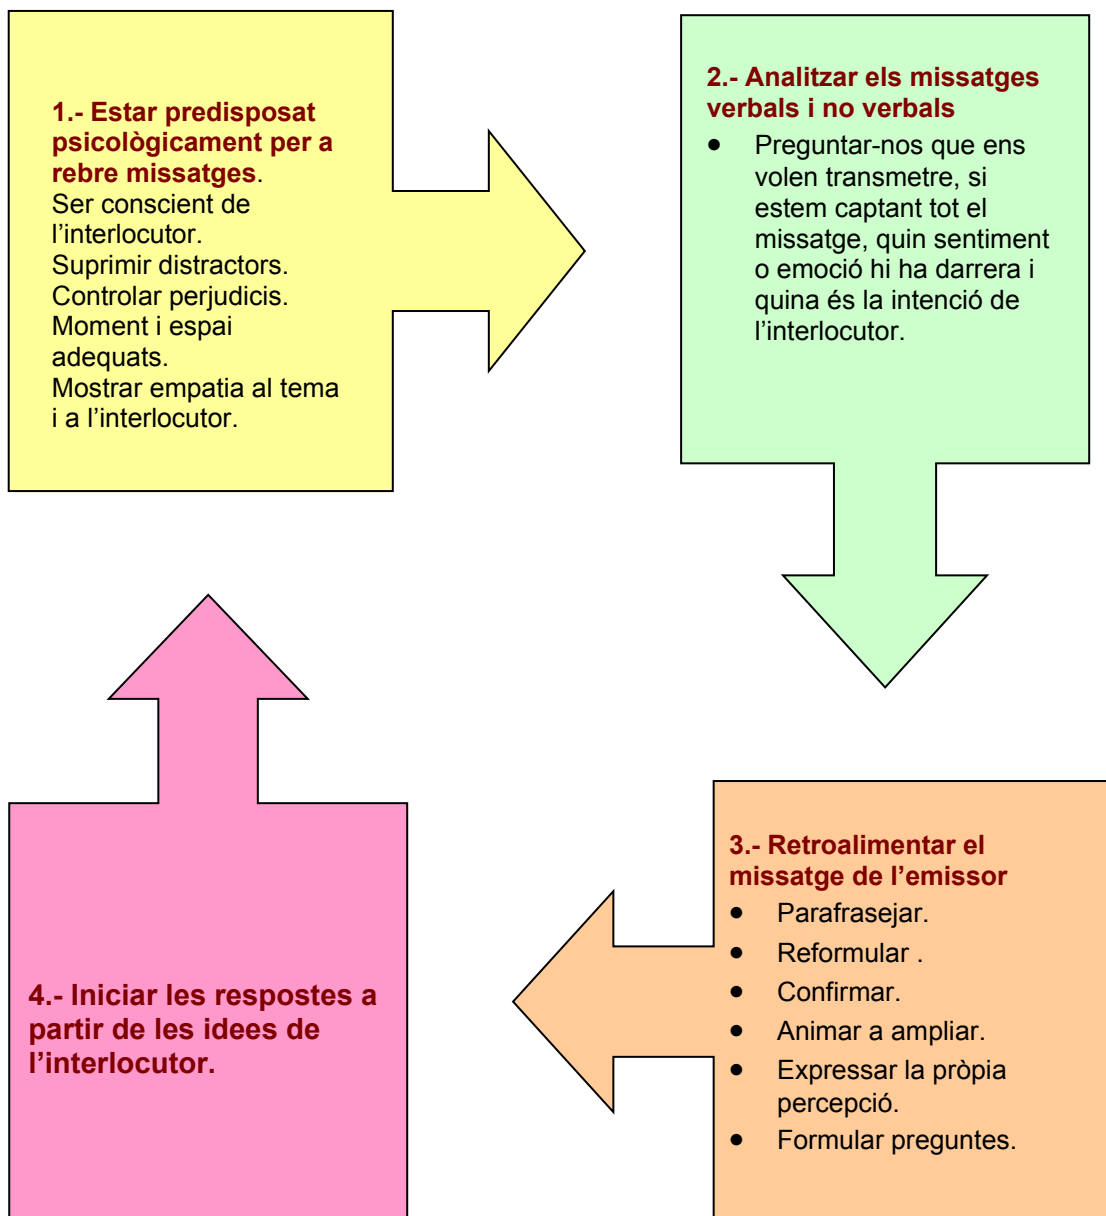 1.- Estar predisposat
psicològicament per a
rebre missatges.
Ser conscient de
l’interlocutor.
Suprimir distractors.
Controlar perjudicis.
Moment i espai
adequats.
Mostrar empatia al tema
i a l’interlocutor.
2.- Analitzar els missatges
verbals i no verbals
• Preguntar-nos que ens
volen transmetre, si
estem captant tot el
missatge, quin sentiment
o emoció hi ha darrera i
quina és la intenció de
l’interlocutor.
3.- Retroalimentar el
missatge de l’emissor
• Parafrasejar.
• Reformular .
• Confirmar.
• Animar a ampliar.
• Expressar la pròpia
percepció.
• Formular preguntes.
4.- Iniciar les respostes a
partir de les idees de
l’interlocutor.